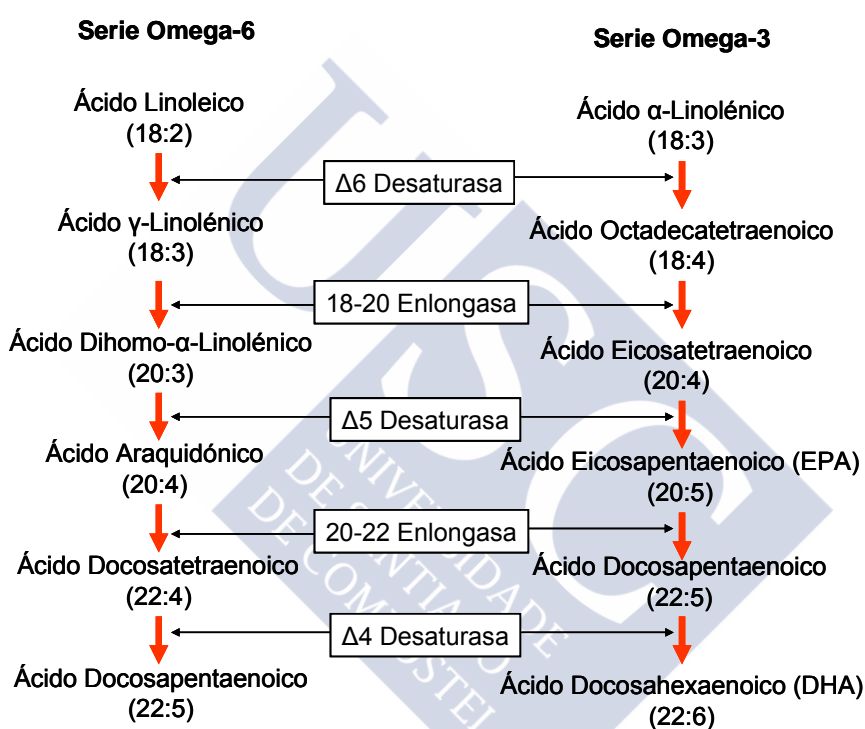 Serie Omega-6
Serie Omega-3
Ácido Linoleico
(18:2)
Ácido α-Linolénico
(18:3)
Δ6 Desaturasa
Ácido γ-Linolénico
(18:3)
Ácido Octadecatetraenoico
(18:4)
18-20 Enlongasa
Ácido Dihomo-α-Linolénico
(20:3)
Ácido Eicosatetraenoico
(20:4)
Δ5 Desaturasa
Ácido Araquidónico
(20:4)
Ácido Eicosapentaenoico (EPA)
(20:5)
20-22 Enlongasa
Ácido Docosatetraenoico
(22:4)
Ácido Docosapentaenoico
(22:5)
Δ4 Desaturasa
Ácido Docosapentaenoico
(22:5)
Ácido Docosahexaenoico (DHA)
(22:6)
USC